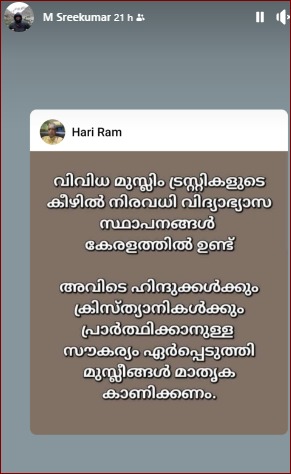 M Sreekumar 21 h
Hari Ram
വിവിധ മുസ്ലിം ട്രസ്റ്റികളുടെ
കീഴിൽ നിരവധി വിദ്യാഭ്യാസ
സ്ഥാപനങ്ങൾ
കേരളത്തിൽ ഉണ്ട്
അവിടെ ഹിന്ദുക്കൾക്കും
ക്രിസ്ത്യാനികൾക്കും
പ്രാർത്ഥിക്കാനുള്ള
സൗകര്യം ഏർപ്പെടുത്തി
മുസ്ലീങ്ങൾ മാതൃക
കാണിക്കണം.